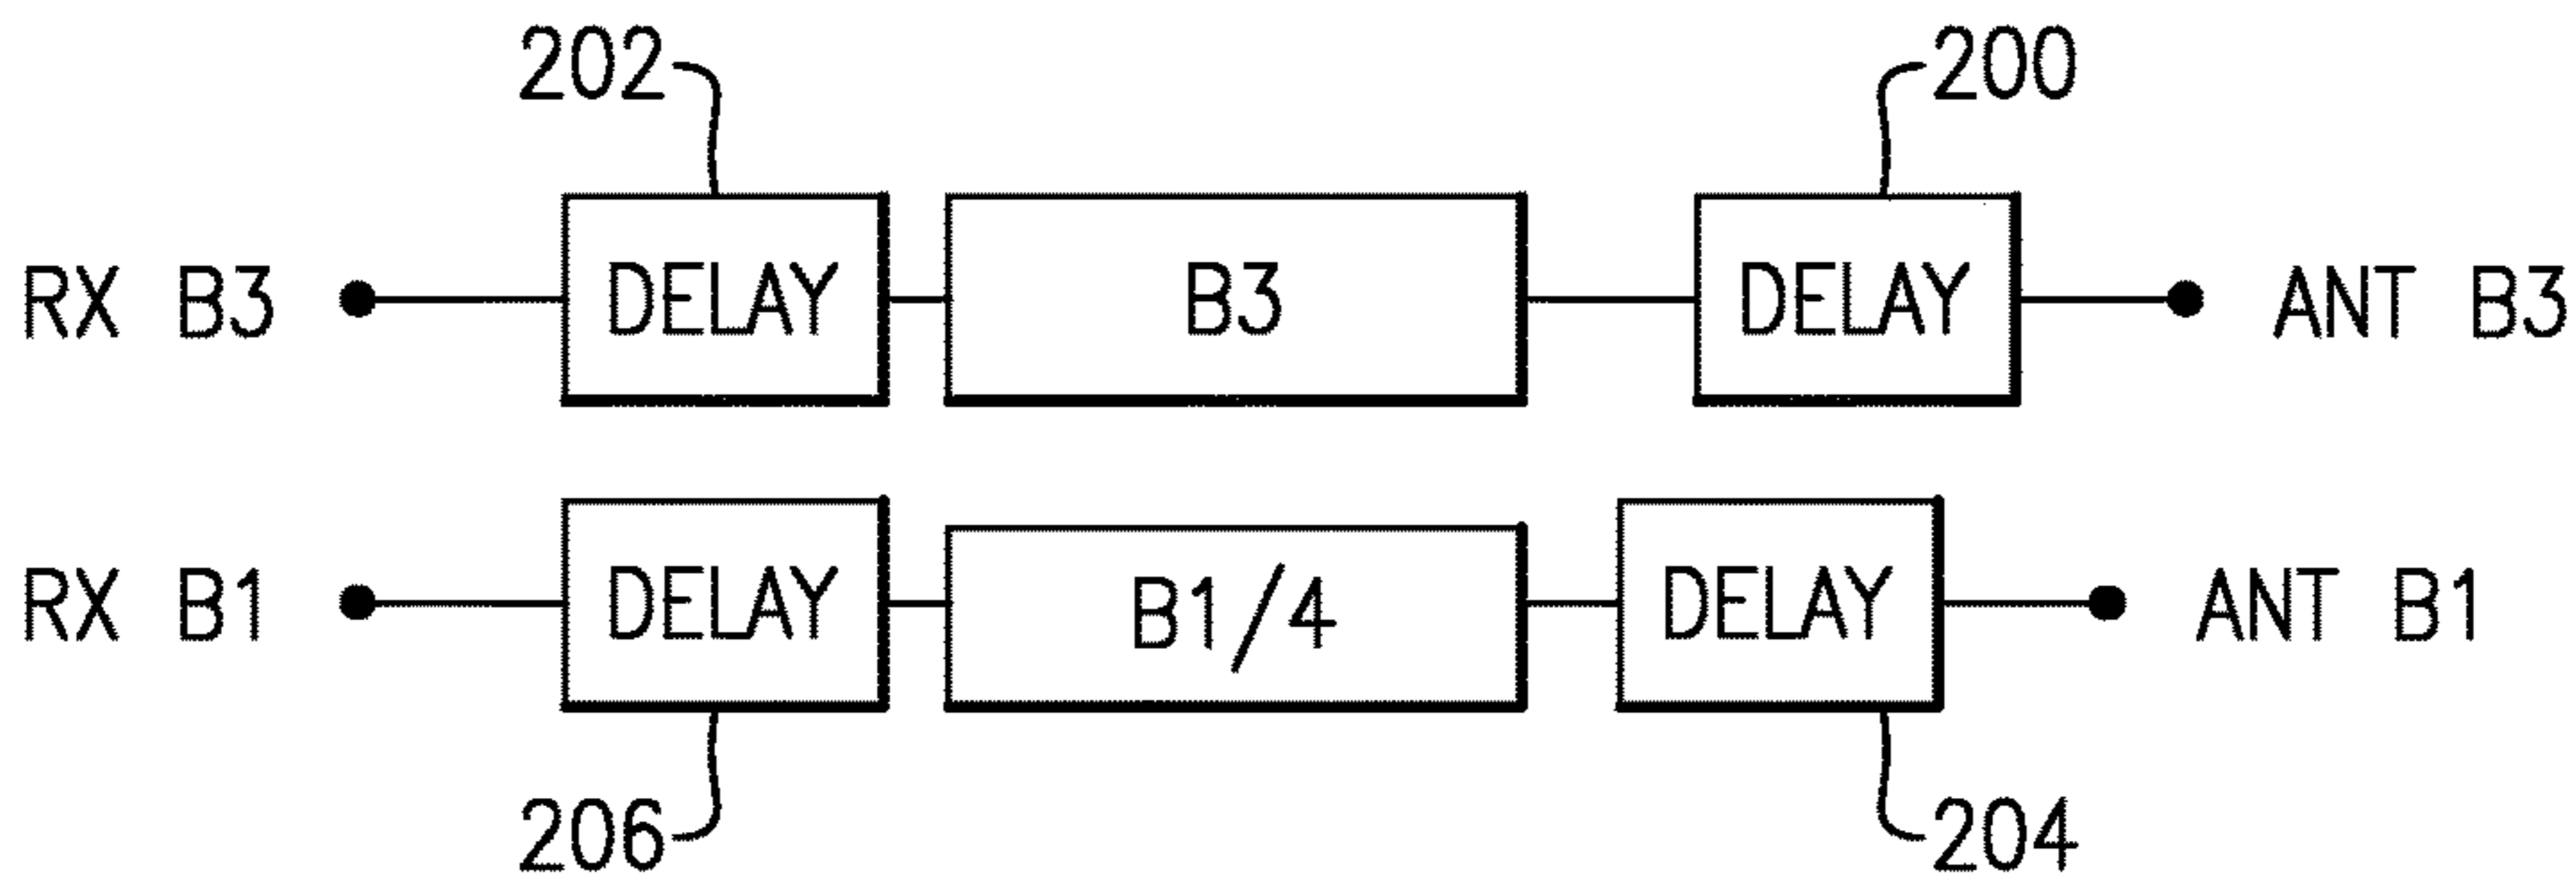 202 200
RX B3 DELAY B3 DELAY ANT B3
RX B1 DELAY B1/4 DELAY ANT B1
206 204